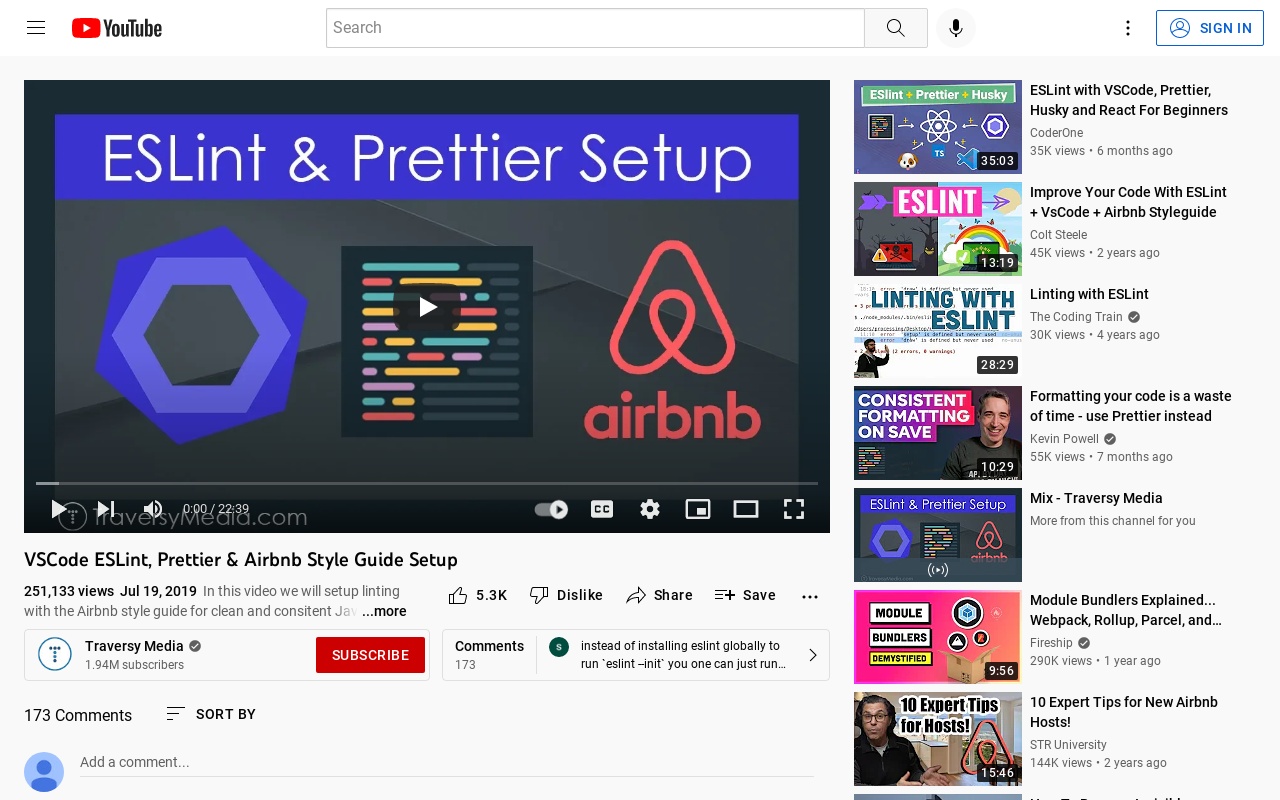 YouTube
Search
SIGN IN
ESLint & Prettier Setup
airbnb
TraversyMedia.com
0:00 / 22:39
VSCode ESLint, Prettier & Airbnb Style Guide Setup
251,133 views Jul 19, 2019 In this video we will setup linting
with the Airbnb style guide for clean and consitent Jav ...more
5.3K
Dislike
Share
Save
Traversy Media
1.94M subscribers
SUBSCRIBE
Comments
173
S
instead of installing eslint globally to
run `eslint --init` you one can just run…
173 Comments
SORT BY
Add a comment...
ESlint + Prettier + Husky
TS
35:03
ESLint with VSCode, Prettier,
Husky and React For Beginners
CoderOne
35K views • 6 months ago
ESLINT
13:19
Improve Your Code With ESLint
+ VsCode + Airbnb Styleguide
Colt Steele
45K views • 2 years ago
LINTING WITH
ESLINT
28:29
Linting with ESLint
The Coding Train
30K views • 4 years ago
CONSISTENT
FORMATTING
ON SAVE
10:29
Formatting your code is a waste
of time - use Prettier instead
Kevin Powell
55K views • 7 months ago
ESLint & Prettier Setup
airbnb
TraversyMedia.com
Mix - Traversy Media
More from this channel for you
MODULE
BUNDLERS
DEMYSTIFIED
9:56
Module Bundlers Explained...
Webpack, Rollup, Parcel, and…
Fireship
290K views • 1 year ago
10 Expert Tips
for Hosts!
15:46
10 Expert Tips for New Airbnb
Hosts!
STR University
144K views • 2 years ago